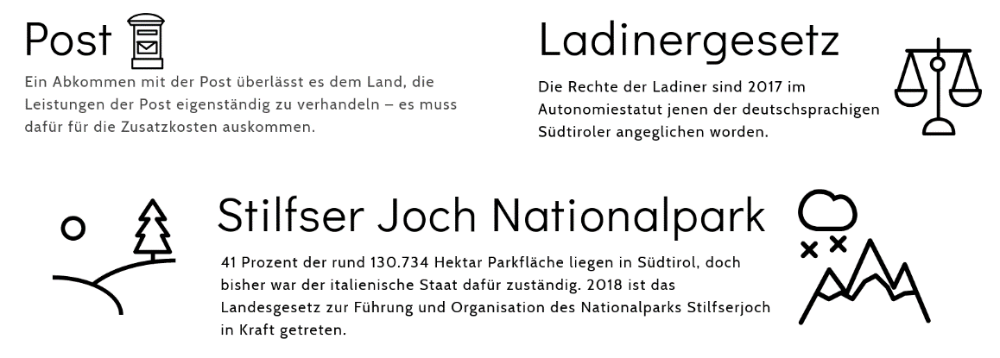 Post
Ein Abkommen mit der Post überlässt es dem Land, die
Leistungen der Post eigenständig zu verhandeln – es muss
dafür für die Zusatzkosten auskommen.
Ladinergesetz
Die Rechte der Ladiner sind 2017 im
Autonomiestatut jenen der deutschsprachigen
Südtiroler angeglichen worden.
Stilfser Joch Nationalpark
41 Prozent der rund 130.734 Hektar Parkfläche liegen in Südtirol, doch
bisher war der italienische Staat dafür zuständig. 2018 ist das
Landesgesetz zur Führung und Organisation des Nationalparks Stilfserjoch
in Kraft getreten.